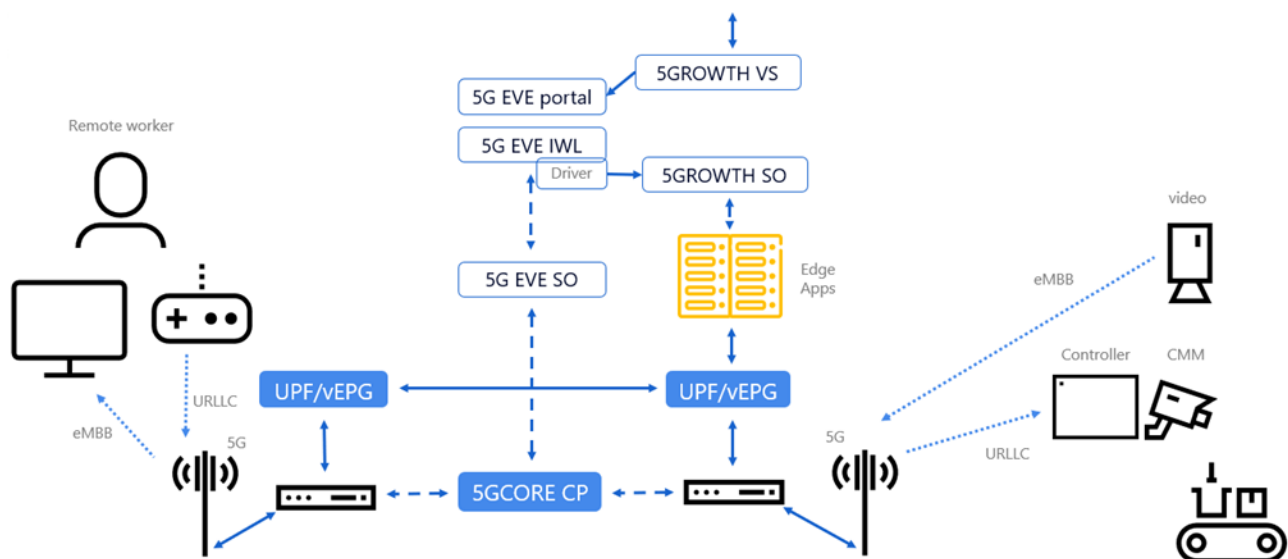 5GROWTH VS
5G EVE portal
Remote worker
5G EVE IWL
Driver
5GROWTH SO
video
5G EVE SO
Edge
Apps
eMBB
Controller
CMM
UPF/vEPG
UPF/vEPG
URLLC
eMBB
5G
5G
URLLC
5GCORE CP